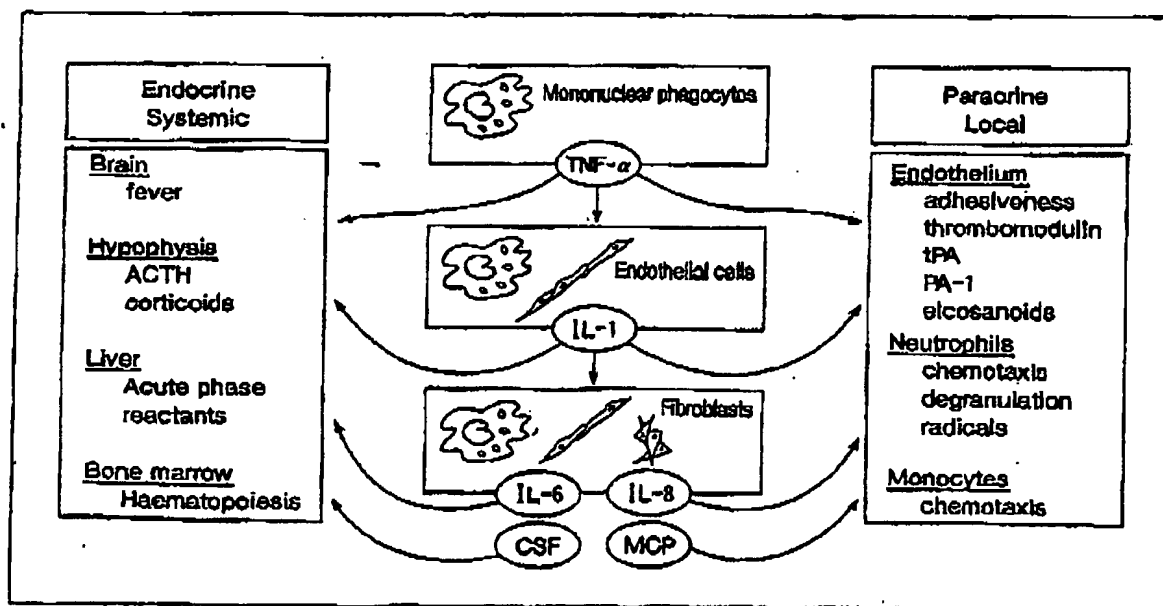 Endocrine
Systemic
Brain
fever
Hypophysis
ACTH
corticoids
Liver
Acute phase
reactants
Bone marrow
Haematopoiesis
Mononuclear phagocytos
TNF-α
Endothelial cells
IL-1
Fibroblasts
IL-6
IL-8
CSF
MCP
Paracrine
Local
Endothelium
adhesiveness
thrombomodulin
tPA
PA-1
eicosanoids
Neutrophils
chemotaxis
degranulation
radicals
Monocytes
chemotaxis